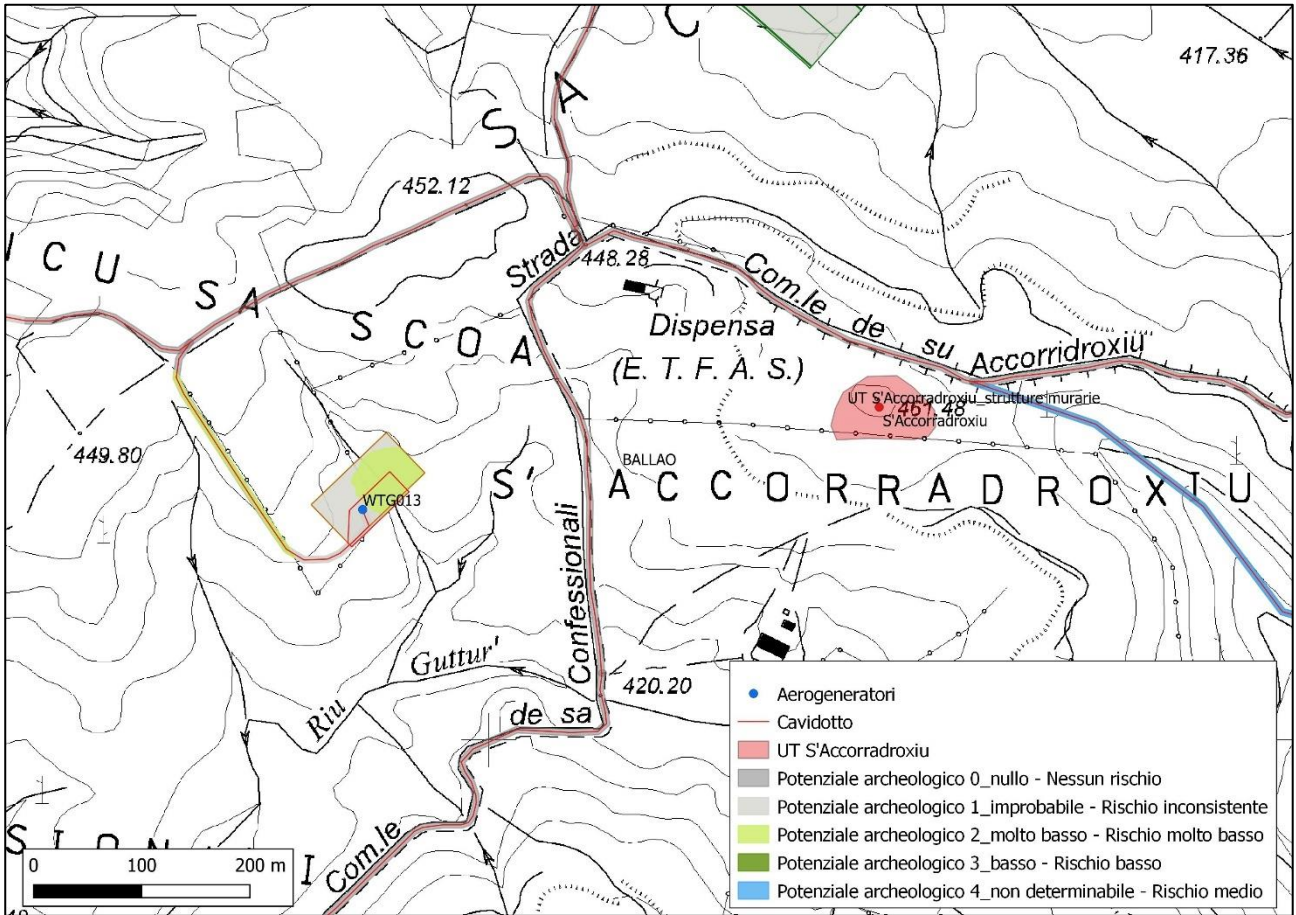 C
417.36
S A
452.12
N C U S A
S C O A
Strada
448.28
Com.le de su Accorridroxiu'
Dispensa
(E. T. F. A. S.)
UT S'Accorradroxiu_strutture murarie
461.48
S'Accorradroxiu
449.80
BALLAO
WTG013
S' A C C O R R A D R O X I U
Confessionali
Guttur'
Riu
420.20
de sa
Com.le
0 100 200 m
Aerogeneratori
Cavidotto
UT S'Accorradroxiu
Potenziale archeologico 0_nullo - Nessun rischio
Potenziale archeologico 1_improbabile - Rischio inconsistente
Potenziale archeologico 2_molto basso - Rischio molto basso
Potenziale archeologico 3_basso - Rischio basso
Potenziale archeologico 4_non determinabile - Rischio medio